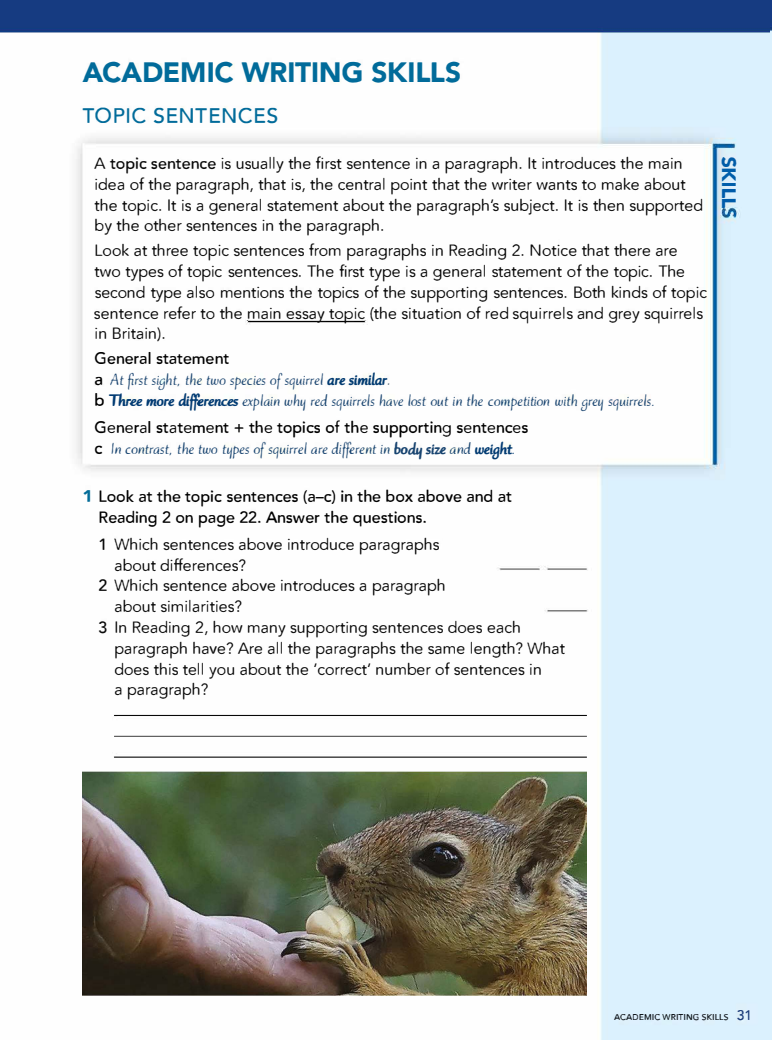 ACADEMIC WRITING SKILLS
TOPIC SENTENCES
SKILLS
A topic sentence is usually the first sentence in a paragraph. It introduces the main
idea of the paragraph, that is, the central point that the writer wants to make about
the topic. It is a general statement about the paragraph's subject. It is then supported
by the other sentences in the paragraph.
Look at three topic sentences from paragraphs in Reading 2. Notice that there are
two types of topic sentences. The first type is a general statement of the topic. The
second type also mentions the topics of the supporting sentences. Both kinds of topic
sentence refer to the main essay topic (the situation of red squirrels and grey squirrels
in Britain).
General statement
a At first sight, the two species of squirrel are similar.
b Three more differences explain why red squirrels have lost out in the competition with grey squirrels.
General statement + the topics of the supporting sentences
c In contrast, the two types of squirrel are different in body size and weight.
1 Look at the topic sentences (a–c) in the box above and at
Reading 2 on page 22. Answer the questions.
1 Which sentences above introduce paragraphs
about differences?
2 Which sentence above introduces a paragraph
about similarities?
3 In Reading 2, how many supporting sentences does each
paragraph have? Are all the paragraphs the same length? What
does this tell you about the 'correct' number of sentences in
a paragraph?
ACADEMIC WRITING SKILLS 31